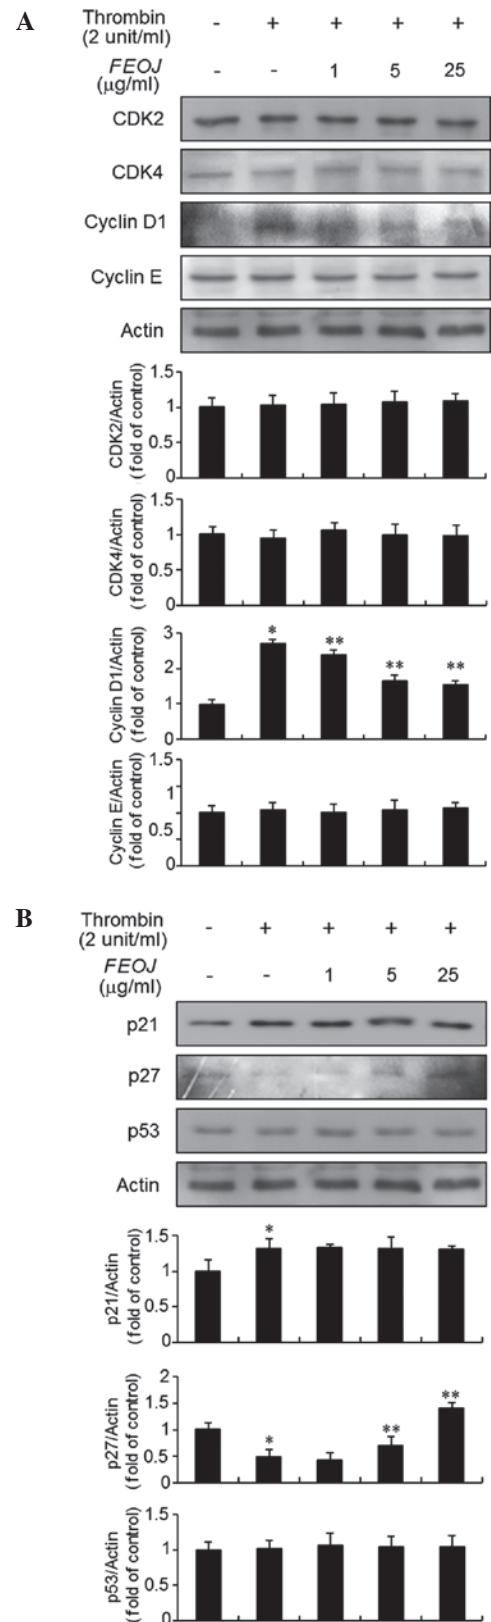 A
Thrombin - + + + +
(2 unit/ml)
FEOJ - - 1 5 25
(μg/ml)
CDK2
CDK4
Cyclin D1
Cyclin E
Actin
CDK2/Actin
(fold of control)
1.5
1
0.5
0
CDK4/Actin
(fold of control)
1.5
1
0.5
0
Cyclin D1/Actin
(fold of control)
3
2
1
0
* ** ** **
Cyclin E/Actin
(fold of control)
1.5
1
0.5
0
B
Thrombin - + + + +
(2 unit/ml)
FEOJ - - 1 5 25
(μg/ml)
p21
p27
p53
Actin
p21/Actin
(fold of control)
1.5
1
0.5
0
*
p27/Actin
(fold of control)
2
1.5
1
0.5
0
* ** **
p53/Actin
(fold of control)
1.5
1
0.5
0